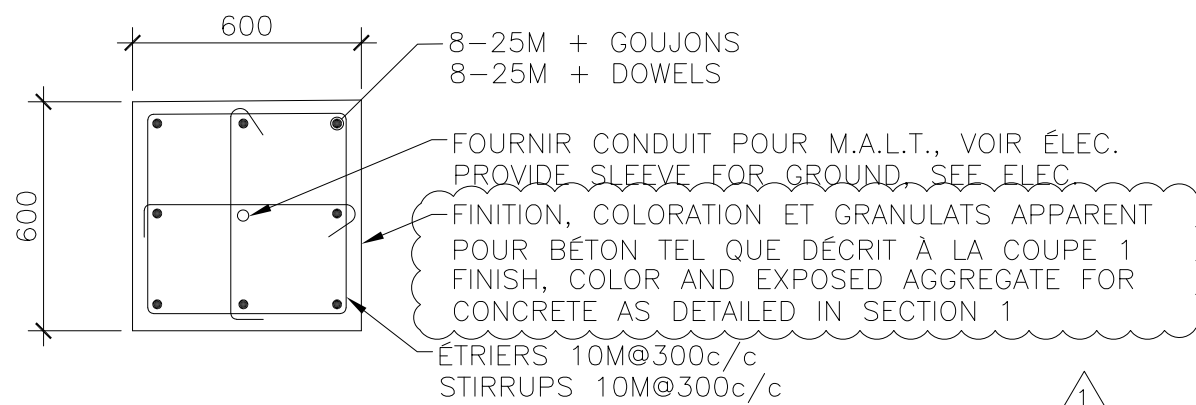 600
600
8-25M + GOUJONS
8-25M + DOWELS
FOURNIR CONDUIT POUR M.A.L.T., VOIR ÉLEC.
PROVIDE SLEEVE FOR GROUND, SEE ELEC.
FINITION, COLORATION ET GRANULATS APPARENT
POUR BÉTON TEL QUE DÉCRIT À LA COUPE 1
FINISH, COLOR AND EXPOSED AGGREGATE FOR
CONCRETE AS DETAILED IN SECTION 1
ÉTRIERS 10M@300c/c
STIRRUPS 10M@300c/c
1